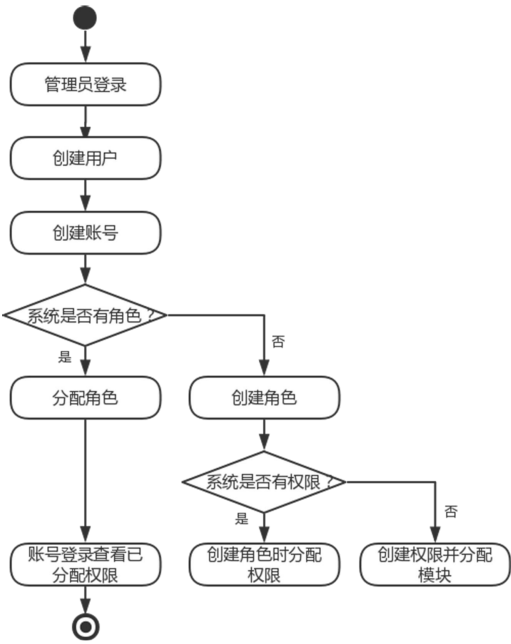 管理员登录
创建用户
创建账号
系统是否有角色？
否
是
分配角色
创建角色
系统是否有权限？
是
否
账号登录查看已
分配权限
创建角色时分配
权限
创建权限并分配
模块